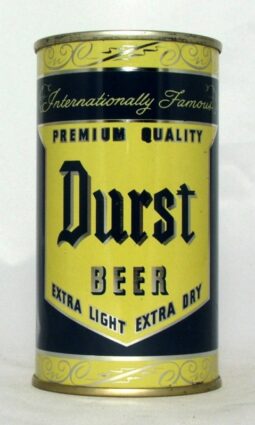 Internationally Famous
PREMIUM QUALITY
Durst
BEER
EXTRA LIGHT EXTRA DRY